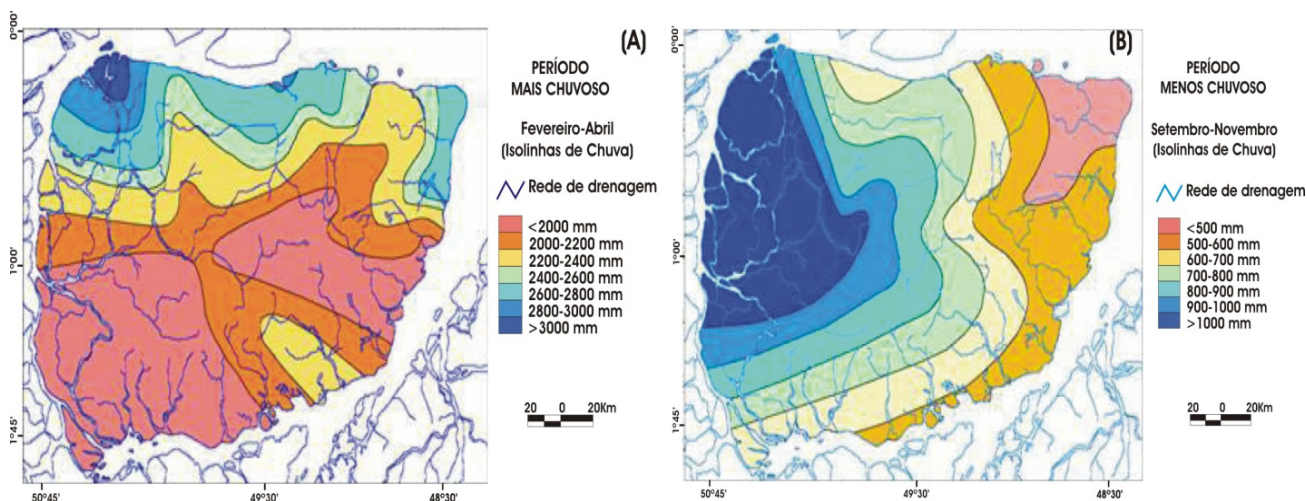 0°00'
1°00'
1°45'
50°45'
49°30'
48°30'
(A)
PERÍODO
MAIS CHUVOSO
Fevereiro-Abril
(Isolinhas de Chuva)
Rede de drenagem
<2000 mm
2000-2200 mm
2200-2400 mm
2400-2600 mm
2600-2800 mm
2800-3000 mm
>3000 mm
20 0 20Km
0°00'
1°00'
1°45'
50°45'
49°30'
48°30'
(B)
PERÍODO
MENOS CHUVOSO
Setembro-Novembro
(Isolinhas de Chuva)
Rede de drenagem
<500 mm
500-600 mm
600-700 mm
700-800 mm
800-900 mm
900-1000 mm
>1000 mm
20 0 20Km